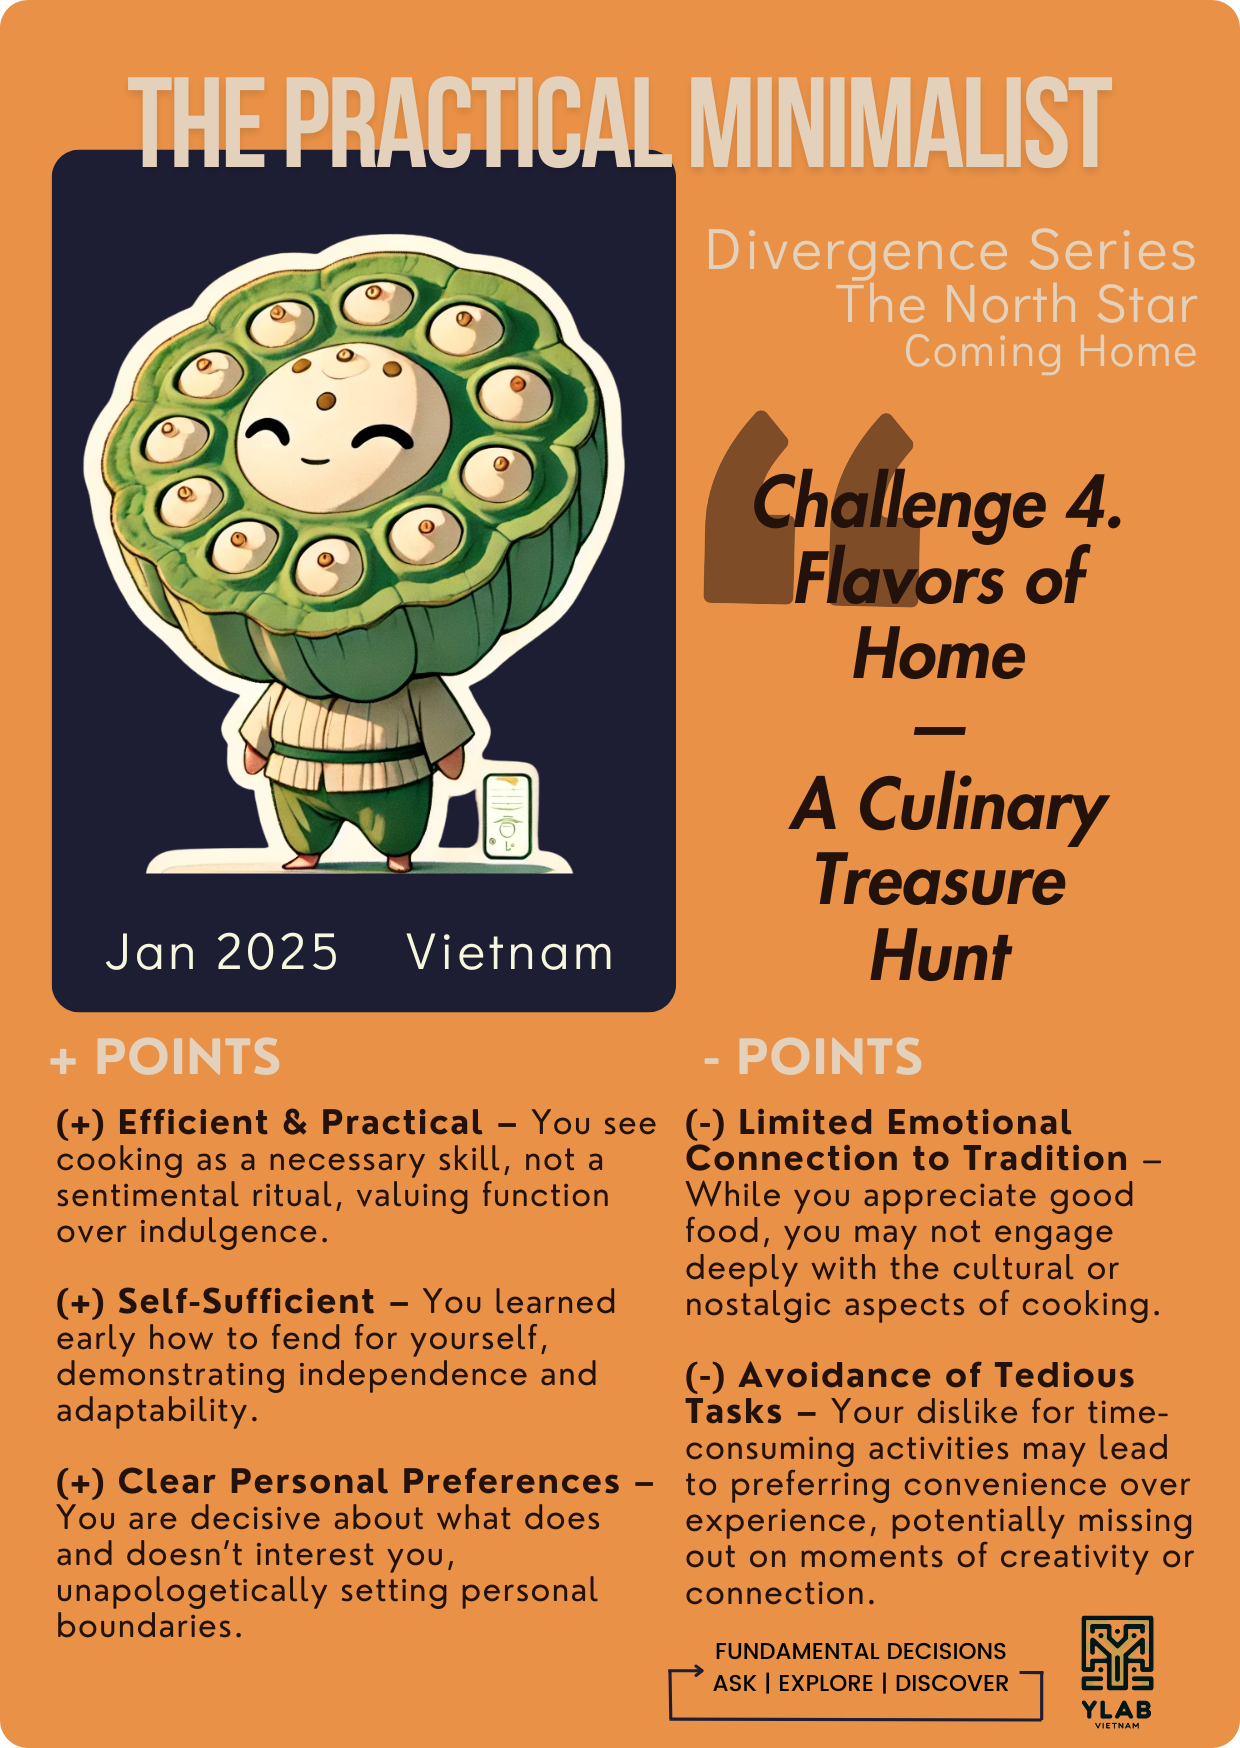 THE PRACTICAL MINIMALIST
Divergence Series
The North Star
Coming Home
Challenge 4.
Flavors of
Home
—
A Culinary
Treasure
Hunt
Jan 2025 Vietnam
+ POINTS
(+) Efficient & Practical – You see
cooking as a necessary skill, not a
sentimental ritual, valuing function
over indulgence.
(+) Self-Sufficient – You learned
early how to fend for yourself,
demonstrating independence and
adaptability.
(+) Clear Personal Preferences –
You are decisive about what does
and doesn’t interest you,
unapologetically setting personal
boundaries.
- POINTS
(-) Limited Emotional
Connection to Tradition –
While you appreciate good
food, you may not engage
deeply with the cultural or
nostalgic aspects of cooking.
(-) Avoidance of Tedious
Tasks – Your dislike for time-
consuming activities may lead
to preferring convenience over
experience, potentially missing
out on moments of creativity or
connection.
FUNDAMENTAL DECISIONS
ASK | EXPLORE | DISCOVER
YLAB
VIETNAM